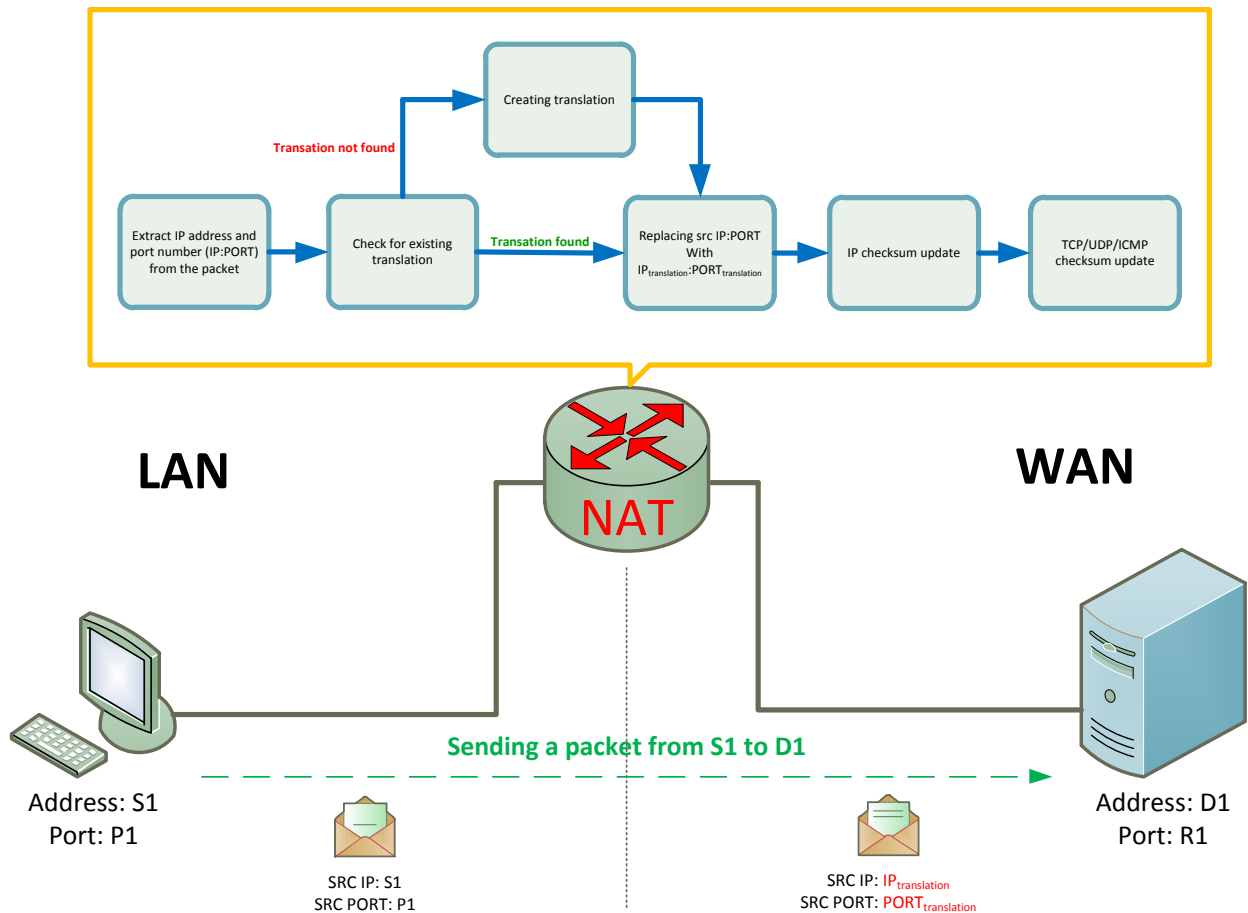 Creating translation
Transation not found
Extract IP address and
port number (IP:PORT)
from the packet
Check for existing
translation
Transation found
Replacing src IP:PORT
With
IPtranslation:PORTtranslation
IP checksum update
TCP/UDP/ICMP
checksum update
LAN
WAN
NAT
Sending a packet from S1 to D1
Address: S1
Port: P1
Address: D1
Port: R1
SRC IP: S1
SRC PORT: P1
SRC IP: IPtranslation
SRC PORT: PORTtranslation